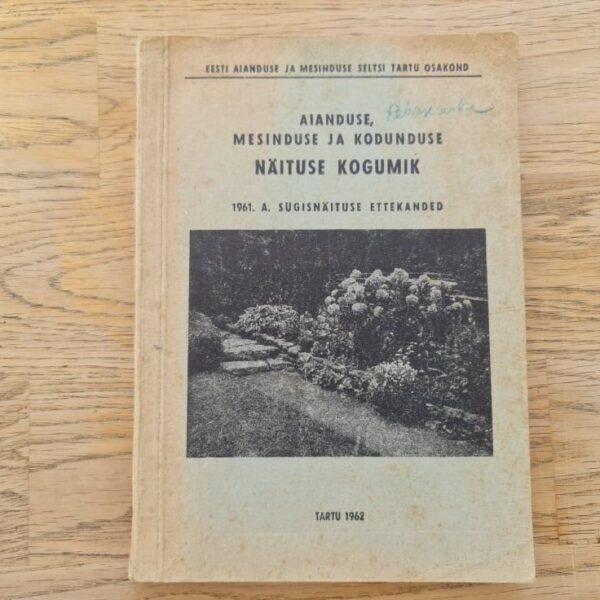 EESTI AIANDUSE JA MESINDUSE SELTSI TARTU OSAKOND
AIANDUSE,
MESINDUSE JA KODUNDUSE
NÄITUSE KOGUMIK
1961. A. SÜGISNÄITUSE ETTEKANDED
TARTU 1962